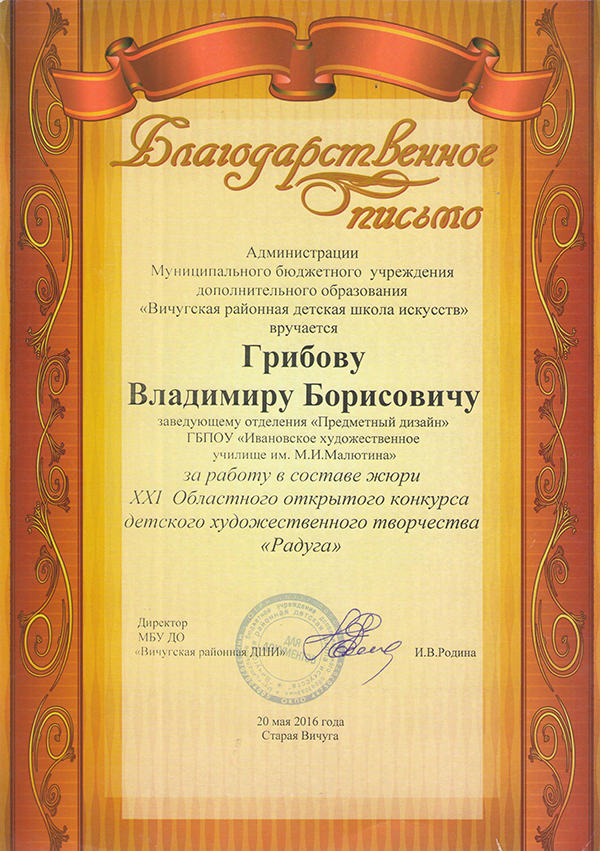 Благодарственное
письмо
Администрации
Муниципального бюджетного учреждения
дополнительного образования
«Вичугская районная детская школа искусств»
вручается
Грибову
Владимиру Борисовичу
заведующему отделения «Предметный дизайн»
ГБПОУ «Ивановское художественное
училище им. М.И.Малютина»
за работу в составе жюри
XXI Областного открытого конкурса
детского художественного творчества
«Радуга»
Директор
МБУ ДО
«Вичугская районная ДШИ»
И.В.Родина
ДЛЯ
ДОКУМЕНТОВ
20 мая 2016 года
Старая Вичуга